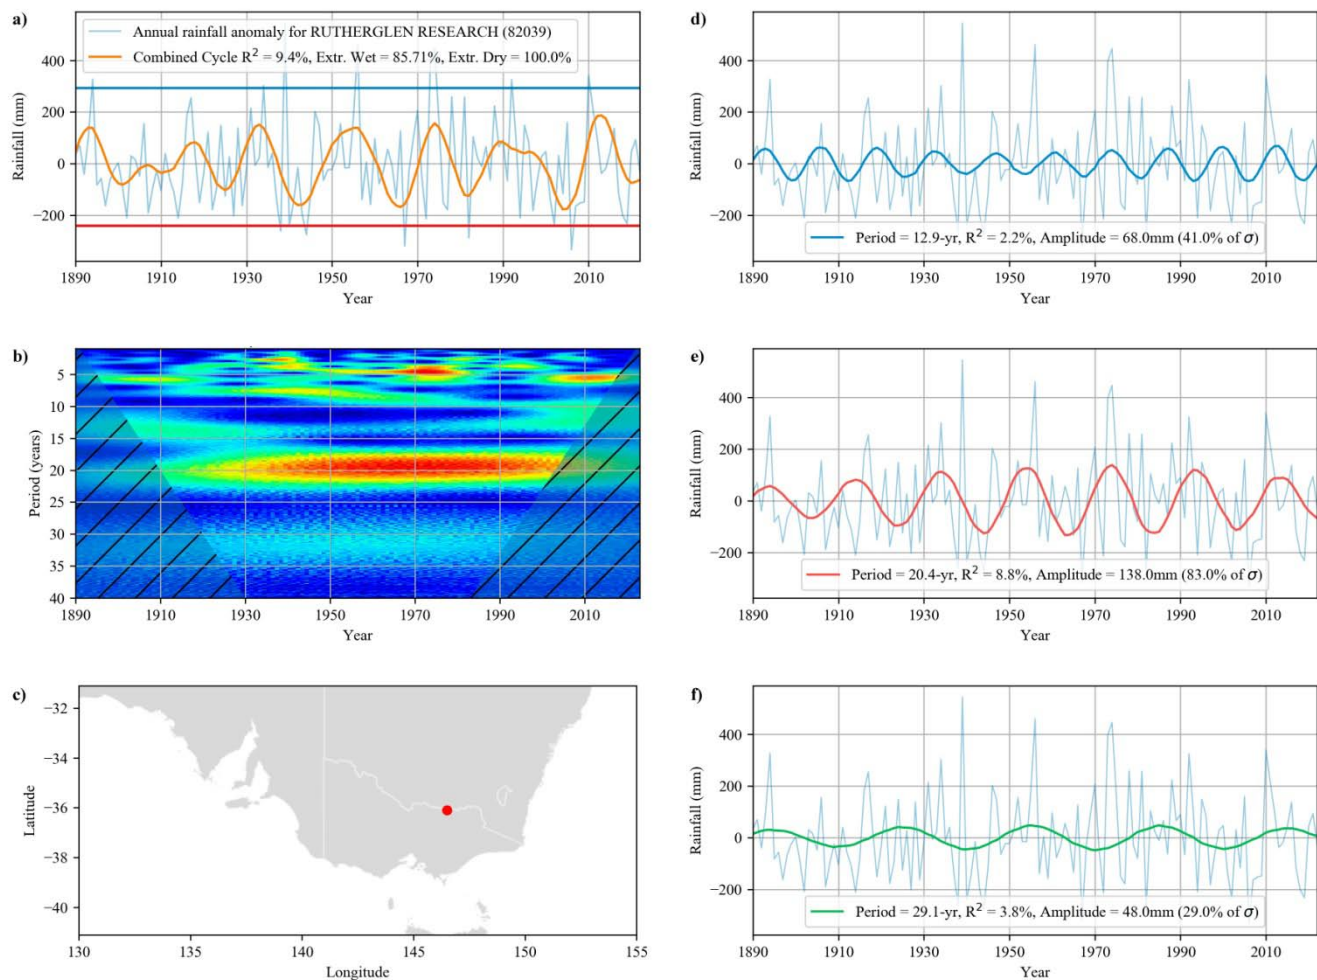 a)
Annual rainfall anomaly for RUTHERGLEN RESEARCH (82039)
Combined Cycle R² = 9.4%, Extr. Wet = 85.71%, Extr. Dry = 100.0%
Rainfall (mm)
400
200
0
−200
1890 1910 1930 1950 1970 1990 2010
Year
b)
Period (years)
5
10
15
20
25
30
35
40
1890 1910 1930 1950 1970 1990 2010
Year
c)
Latitude
−32
−34
−36
−38
−40
130 135 140 145 150 155
Longitude
d)
Rainfall (mm)
400
200
0
−200
Period = 12.9-yr, R² = 2.2%, Amplitude = 68.0mm (41.0% of σ)
1890 1910 1930 1950 1970 1990 2010
Year
e)
Rainfall (mm)
400
200
0
−200
Period = 20.4-yr, R² = 8.8%, Amplitude = 138.0mm (83.0% of σ)
1890 1910 1930 1950 1970 1990 2010
Year
f)
Rainfall (mm)
400
200
0
−200
Period = 29.1-yr, R² = 3.8%, Amplitude = 48.0mm (29.0% of σ)
1890 1910 1930 1950 1970 1990 2010
Year